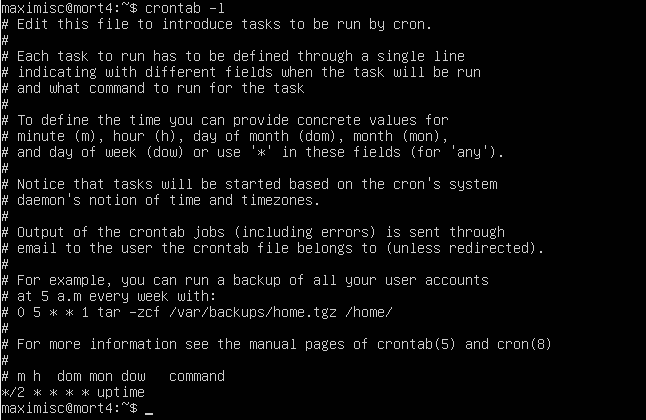 maximisc@mort4:~$ crontab -l
# Edit this file to introduce tasks to be run by cron.
#
# Each task to run has to be defined through a single line
# indicating with different fields when the task will be run
# and what command to run for the task
#
# To define the time you can provide concrete values for
# minute (m), hour (h), day of month (dom), month (mon),
# and day of week (dow) or use '*' in these fields (for 'any').
#
# Notice that tasks will be started based on the cron's system
# daemon's notion of time and timezones.
#
# Output of the crontab jobs (including errors) is sent through
# email to the user the crontab file belongs to (unless redirected).
#
# For example, you can run a backup of all your user accounts
# at 5 a.m every week with:
# 0 5 * * 1 tar -zcf /var/backups/home.tgz /home/
#
# For more information see the manual pages of crontab(5) and cron(8)
#
# m h  dom mon dow   command
*/2 * * * * uptime
maximisc@mort4:~$ _